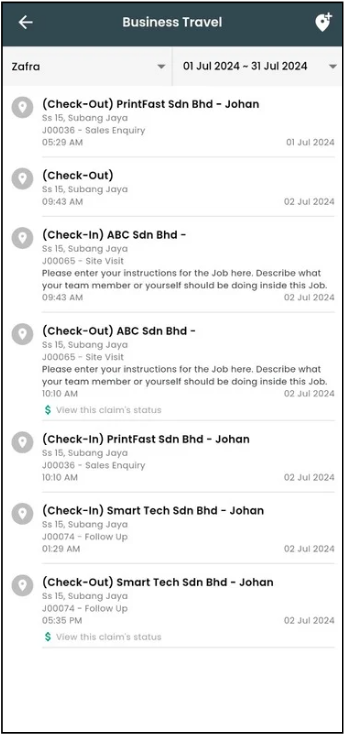 Business Travel
Zafra
01 Jul 2024 ~ 31 Jul 2024
(Check-Out) PrintFast Sdn Bhd - Johan
Ss 15, Subang Jaya
J00036 - Sales Enquiry
05:29 AM 01 Jul 2024
(Check-Out)
Ss 15, Subang Jaya
09:43 AM 02 Jul 2024
(Check-In) ABC Sdn Bhd -
Ss 15, Subang Jaya
J00065 - Site Visit
Please enter your instructions for the Job here. Describe what
your team member or yourself should be doing inside this Job.
09:43 AM 02 Jul 2024
(Check-Out) ABC Sdn Bhd -
Ss 15, Subang Jaya
J00065 - Site Visit
Please enter your instructions for the Job here. Describe what
your team member or yourself should be doing inside this Job.
10:10 AM 02 Jul 2024
$ View this claim's status
(Check-In) PrintFast Sdn Bhd - Johan
Ss 15, Subang Jaya
J00036 - Sales Enquiry
10:10 AM 02 Jul 2024
(Check-In) Smart Tech Sdn Bhd - Johan
Ss 15, Subang Jaya
J00074 - Follow Up
01:29 AM 02 Jul 2024
(Check-Out) Smart Tech Sdn Bhd - Johan
Ss 15, Subang Jaya
J00074 - Follow Up
05:35 PM 02 Jul 2024
$ View this claim's status